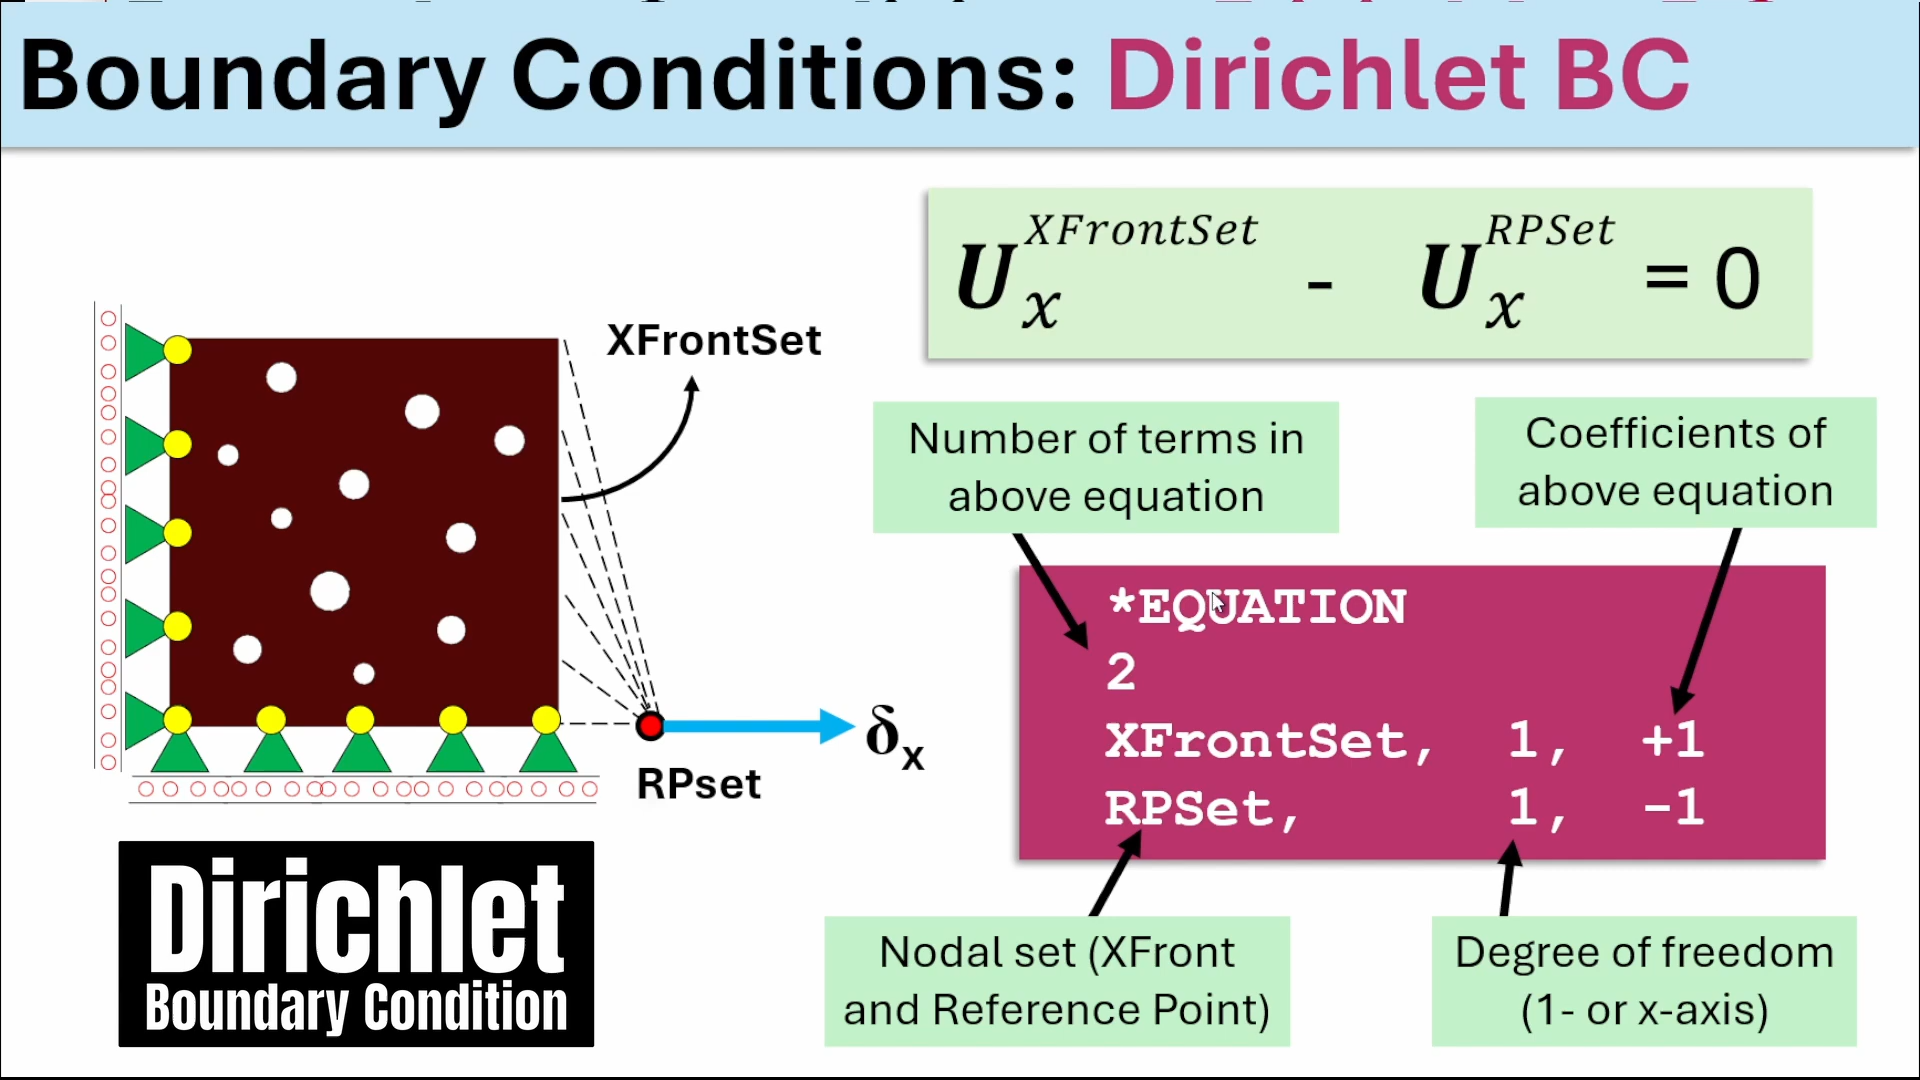 Boundary Conditions: Dirichlet BC
U_x^{XFrontSet} - U_x^{RPSet} = 0
XFrontSet
δx
RPset
Number of terms in
above equation
Coefficients of
above equation
*EQUATION
2
XFrontSet, 1, +1
RPSet, 1, -1
Nodal set (XFront
and Reference Point)
Degree of freedom
(1- or x-axis)
Dirichlet
Boundary Condition